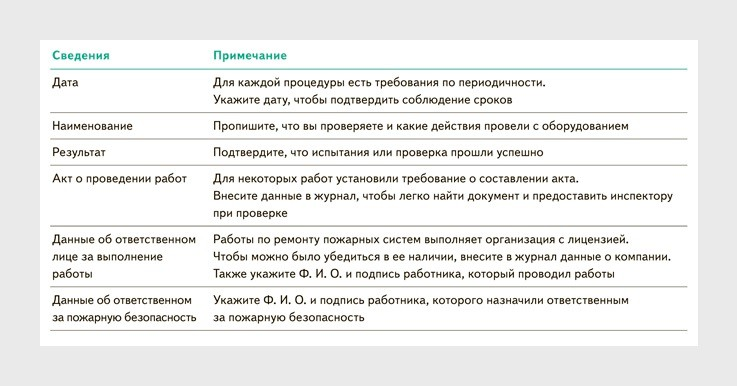 Сведения Примечание
Дата Для каждой процедуры есть требования по периодичности.
Укажите дату, чтобы подтвердить соблюдение сроков
Наименование Пропишите, что вы проверяете и какие действия провели с оборудованием
Результат Подтвердите, что испытания или проверка прошли успешно
Акт о проведении работ Для некоторых работ установили требование о составлении акта.
Внесите данные в журнал, чтобы легко найти документ и предоставить инспектору
при проверке
Данные об ответственном Работы по ремонту пожарных систем выполняет организация с лицензией.
лице за выполнение Чтобы можно было убедиться в ее наличии, внесите в журнал данные о компании.
работы Также укажите Ф. И. О. и подпись работника, который проводил работы
Данные об ответственном Укажите Ф. И. О. и подпись работника, которого назначили ответственным
за пожарную безопасность за пожарную безопасность